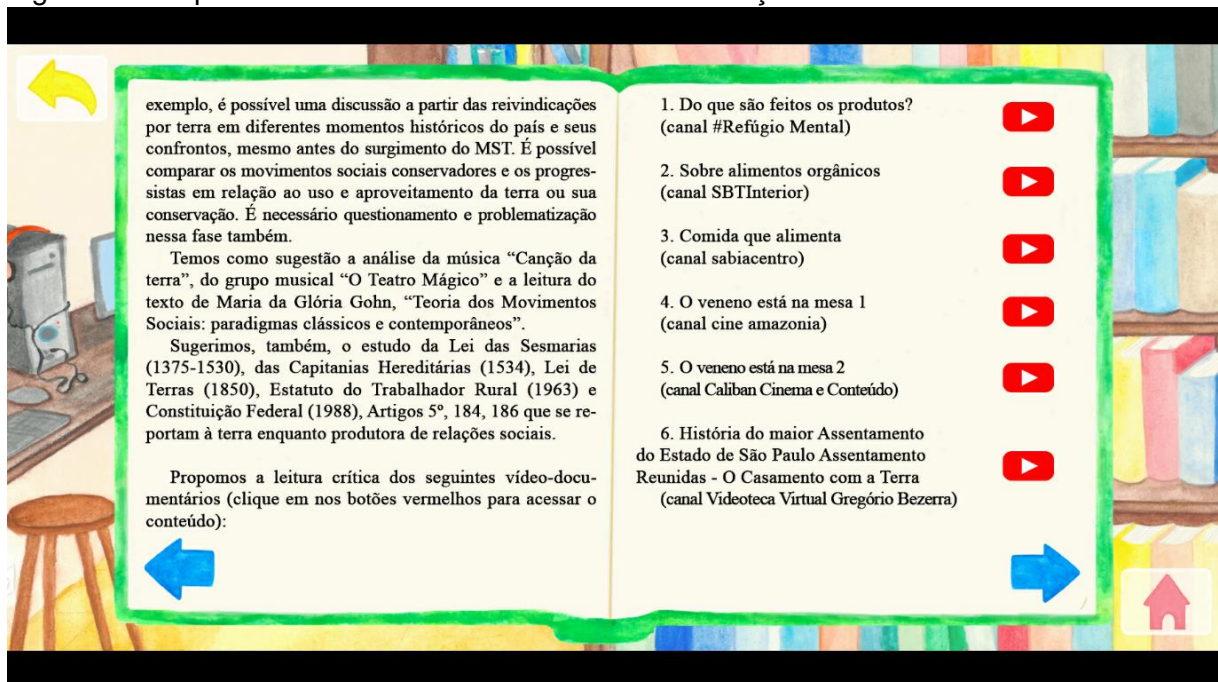 exemplo, é possível uma discussão a partir das reivindicações
por terra em diferentes momentos históricos do país e seus
confrontos, mesmo antes do surgimento do MST. É possível
comparar os movimentos sociais conservadores e os progres-
sistas em relação ao uso e aproveitamento da terra ou sua
conservação. É necessário questionamento e problematização
nessa fase também.
Temos como sugestão a análise da música “Canção da
terra”, do grupo musical “O Teatro Mágico” e a leitura do
texto de Maria da Glória Gohn, “Teoria dos Movimentos
Sociais: paradigmas clássicos e contemporâneos”.
Sugerimos, também, o estudo da Lei das Sesmarias
(1375-1530), das Capitanias Hereditárias (1534), Lei de
Terras (1850), Estatuto do Trabalhador Rural (1963) e
Constituição Federal (1988), Artigos 5º, 184, 186 que se re-
portam à terra enquanto produtora de relações sociais.
Propomos a leitura crítica dos seguintes vídeo-docu-
mentários (clique em nos botões vermelhos para acessar o
conteúdo):
1. Do que são feitos os produtos?
(canal #Refúgio Mental)
2. Sobre alimentos orgânicos
(canal SBTInterior)
3. Comida que alimenta
(canal sabiacentro)
4. O veneno está na mesa 1
(canal cine amazonia)
5. O veneno está na mesa 2
(canal Caliban Cinema e Conteúdo)
6. História do maior Assentamento
do Estado de São Paulo Assentamento
Reunidas - O Casamento com a Terra
(canal Videoteca Virtual Gregório Bezerra)